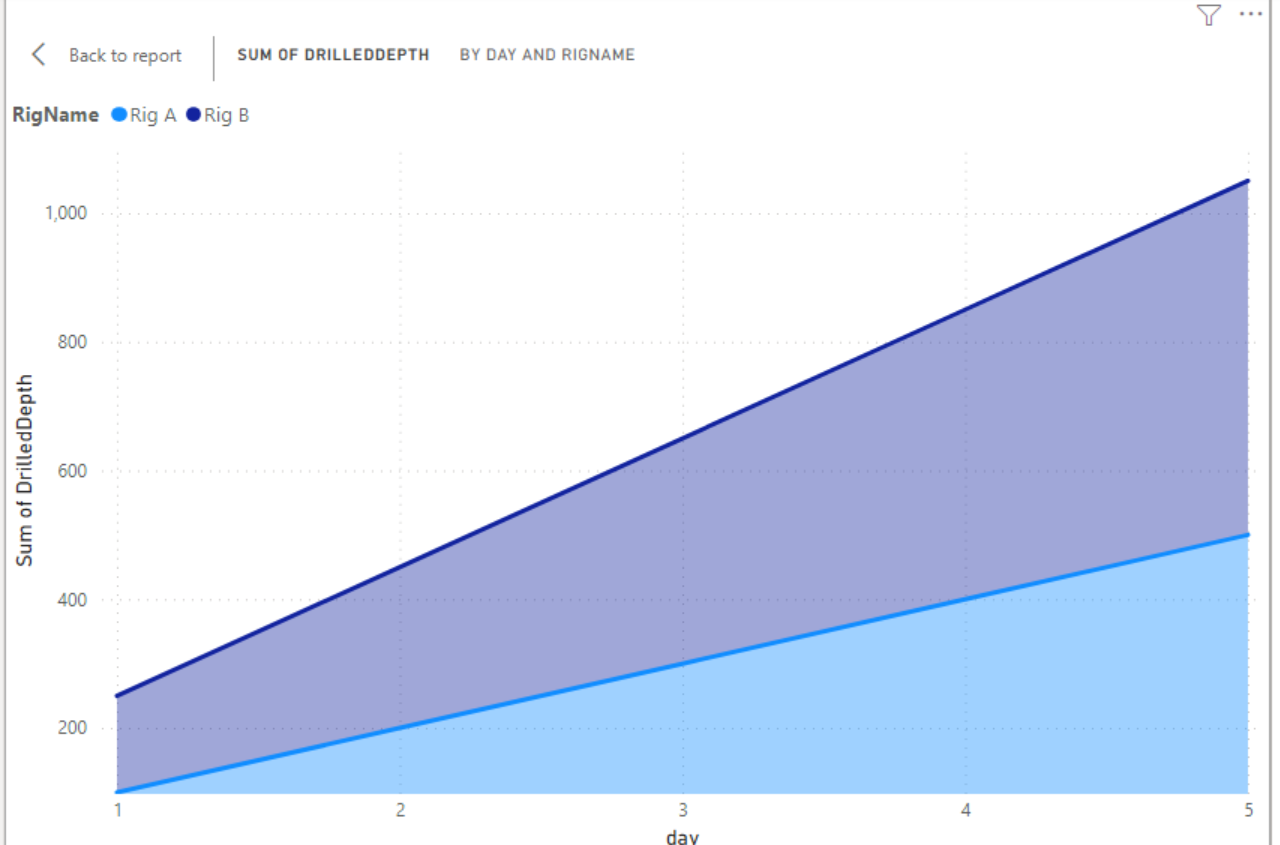 Back to report SUM OF DRILLEDDEPTH BY DAY AND RIGNAME
RigName Rig A Rig B
1,000
800
600
400
200
Sum of DrilledDepth
1 2 3 4 5
day